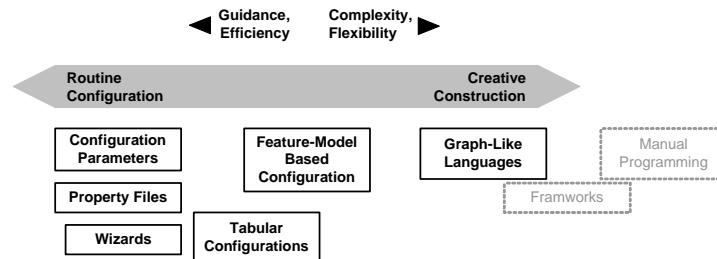 Guidance,
Efficiency
Complexity,
Flexibility
Routine
Configuration
Creative
Construction
Configuration
Parameters
Feature-Model
Based
Configuration
Graph-Like
Languages
Manual
Programming
Property Files
Framworks
Wizards
Tabular
Configurations